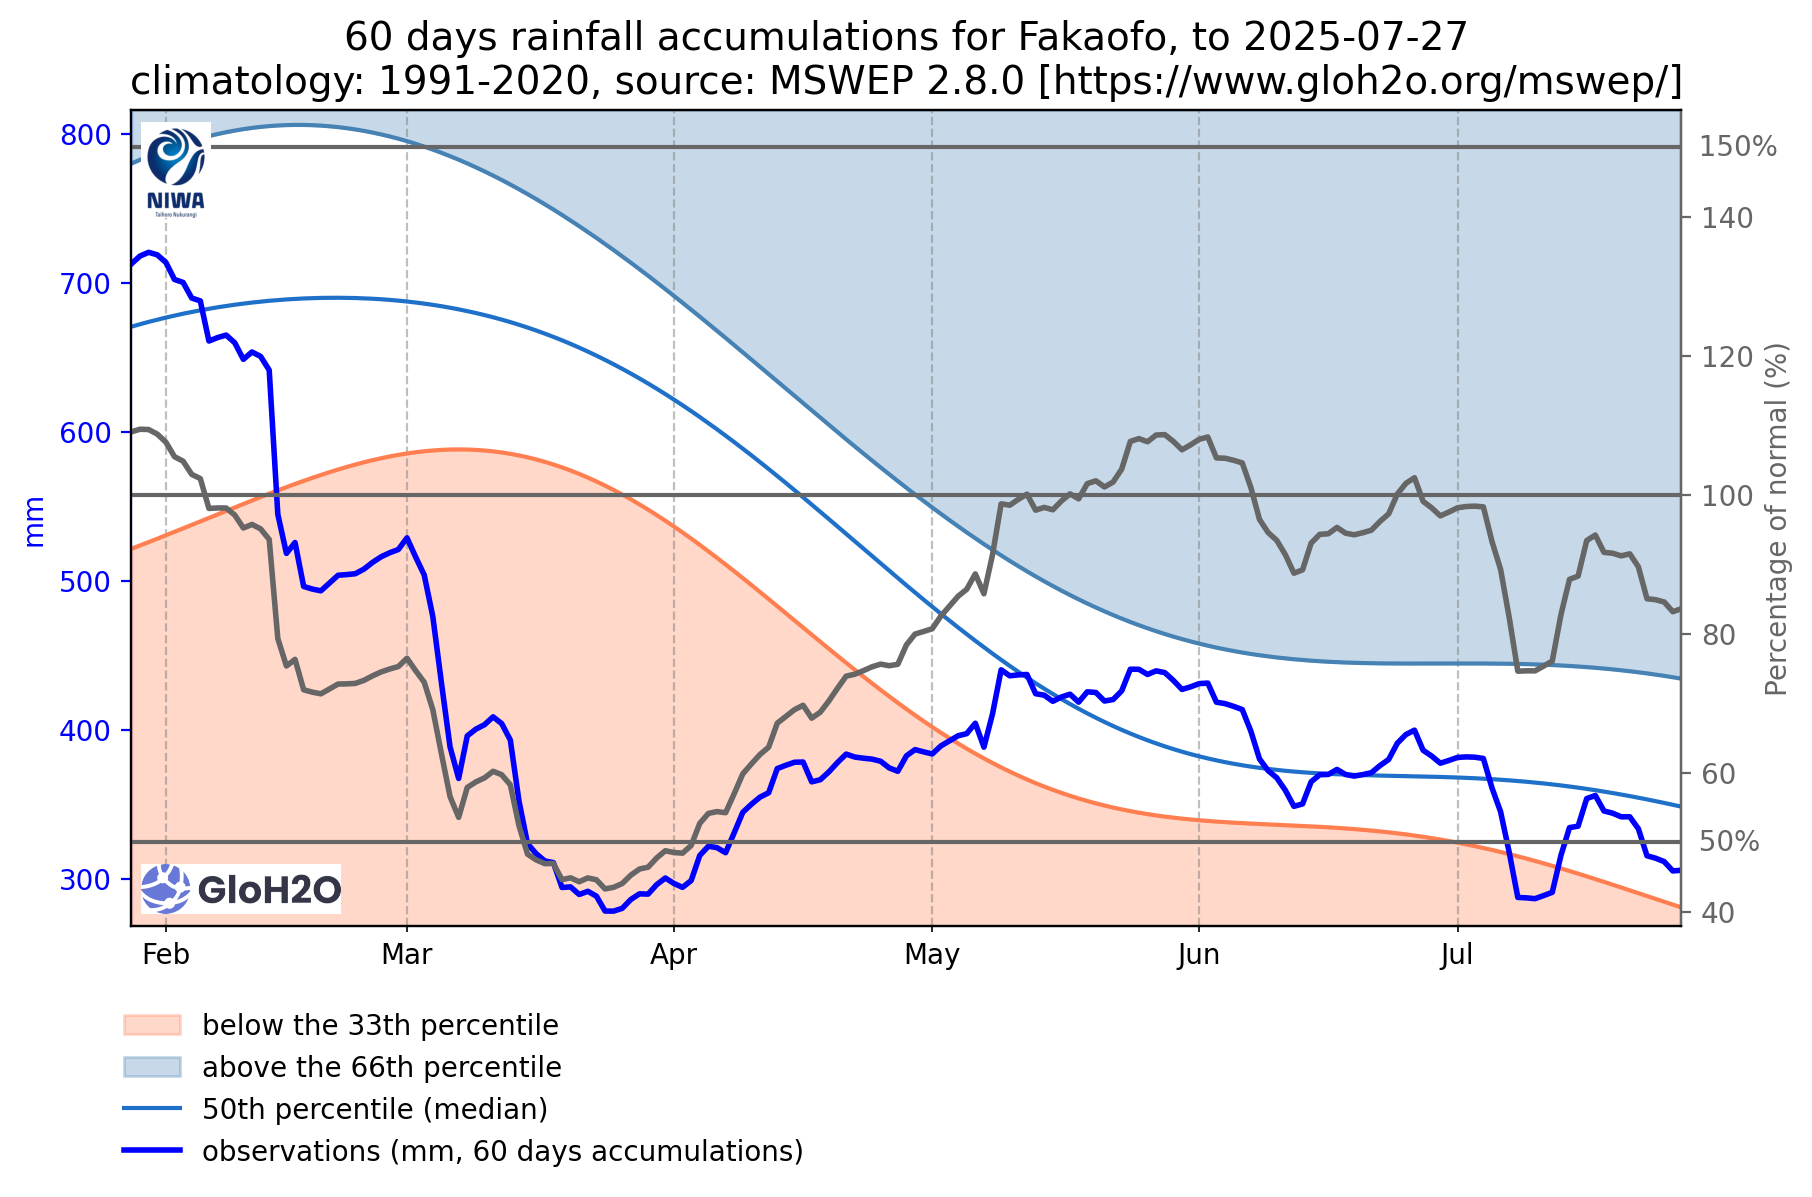 60 days rainfall accumulations for Fakaofo, to 2025-07-27
climatology: 1991-2020, source: MSWEP 2.8.0 [https://www.gloh2o.org/mswep/]
800
700
600
500
400
300
mm
NIWA
Taihoro Nukurangi
GloH2O
150%
140
120
100
80
60
50%
40
Percentage of normal (%)
Feb Mar Apr May Jun Jul
below the 33th percentile
above the 66th percentile
50th percentile (median)
observations (mm, 60 days accumulations)